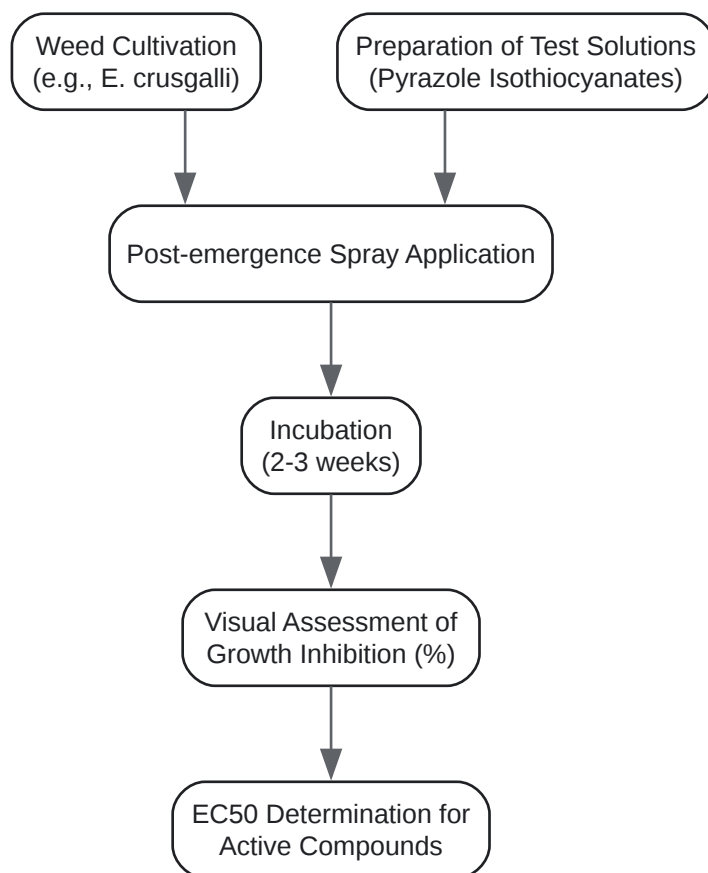 Weed Cultivation
(e.g., E. crusgalli)
Preparation of Test Solutions
(Pyrazole Isothiocyanates)
Post-emergence Spray Application
Incubation
(2-3 weeks)
Visual Assessment of
Growth Inhibition (%)
EC50 Determination for
Active Compounds